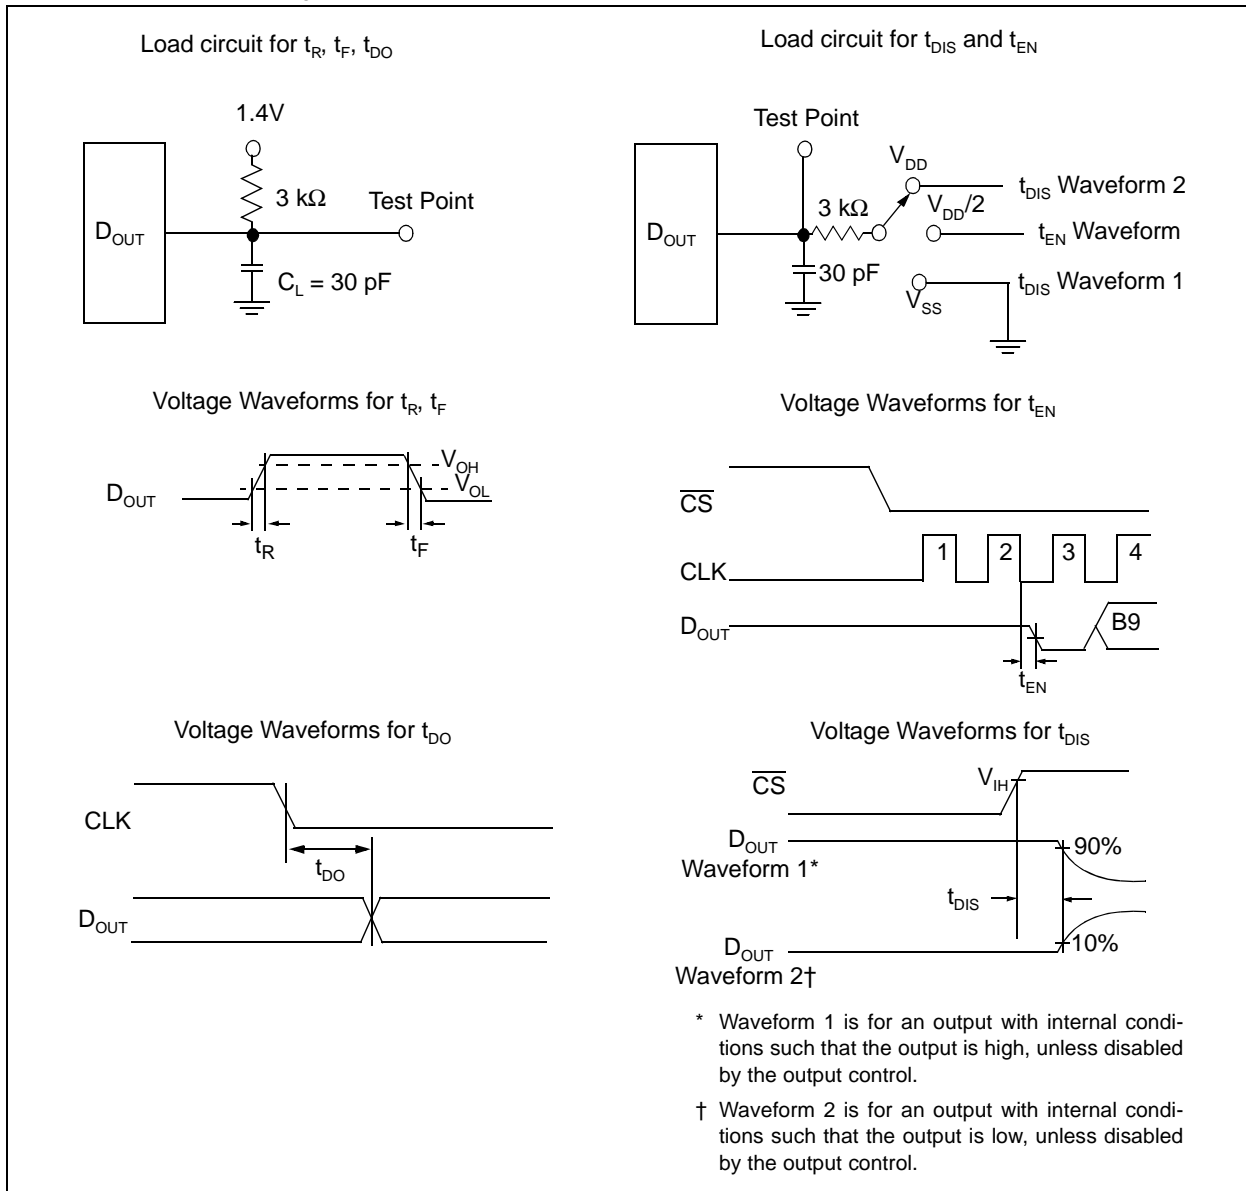 Load circuit for tR, tF, tDO
1.4V
DOUT
3 kΩ
Test Point
CL = 30 pF
Load circuit for tDIS and tEN
Test Point
VDD
DOUT
3 kΩ
30 pF
tDIS Waveform 2
VDD/2
tEN Waveform
tDIS Waveform 1
VSS
Voltage Waveforms for tR, tF
VOH
VOL
DOUT
tR
tF
Voltage Waveforms for tEN
CS
1 2 3 4
CLK
DOUT
B9
tEN
Voltage Waveforms for tDO
CLK
tDO
DOUT
Voltage Waveforms for tDIS
VIH
CS
DOUT
Waveform 1*
90%
tDIS
DOUT
Waveform 2†
10%
* Waveform 1 is for an output with internal condi-
tions such that the output is high, unless disabled
by the output control.
† Waveform 2 is for an output with internal condi-
tions such that the output is low, unless disabled
by the output control.